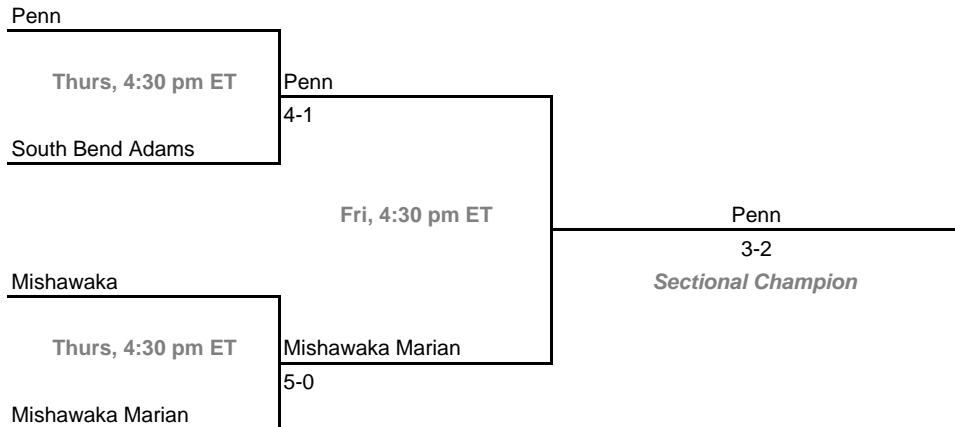 Penn
Thurs, 4:30 pm ET
Penn
4-1
South Bend Adams
Fri, 4:30 pm ET
Penn
3-2
Sectional Champion
Mishawaka
Thurs, 4:30 pm ET
Mishawaka Marian
5-0
Mishawaka Marian